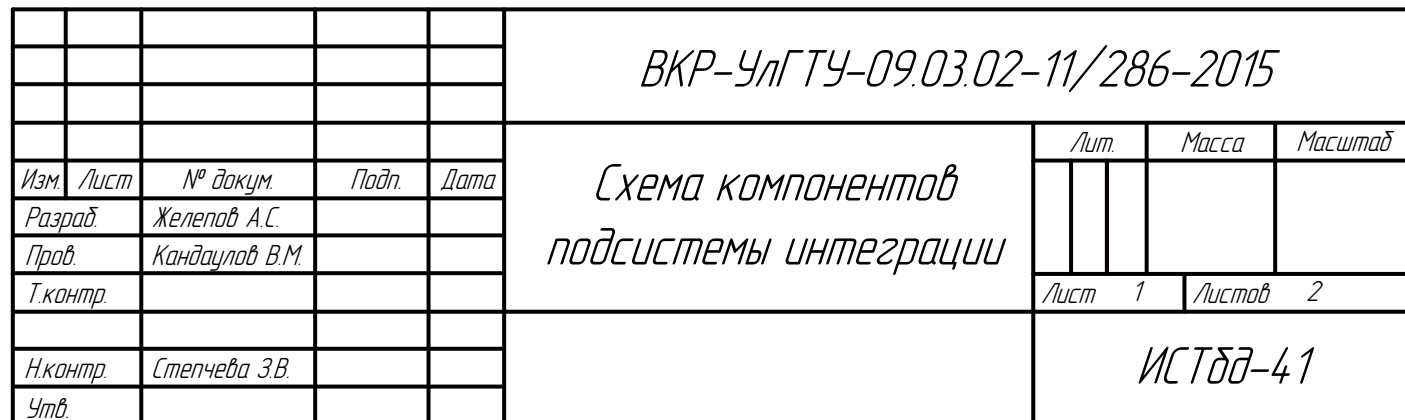 ВКР-УлГТУ-09.03.02-11/286-2015
Схема компонентов
подсистемы интеграции
Лит. Масса Масштаб
Изм. Лист № докум. Подп. Дата
Разраб. Желепов А.С.
Пров. Кандаулов В.М.
Т.контр.
Лист 1 Листов 2
Н.контр. Степчева З.В.
Утв.
ИСТбд-41